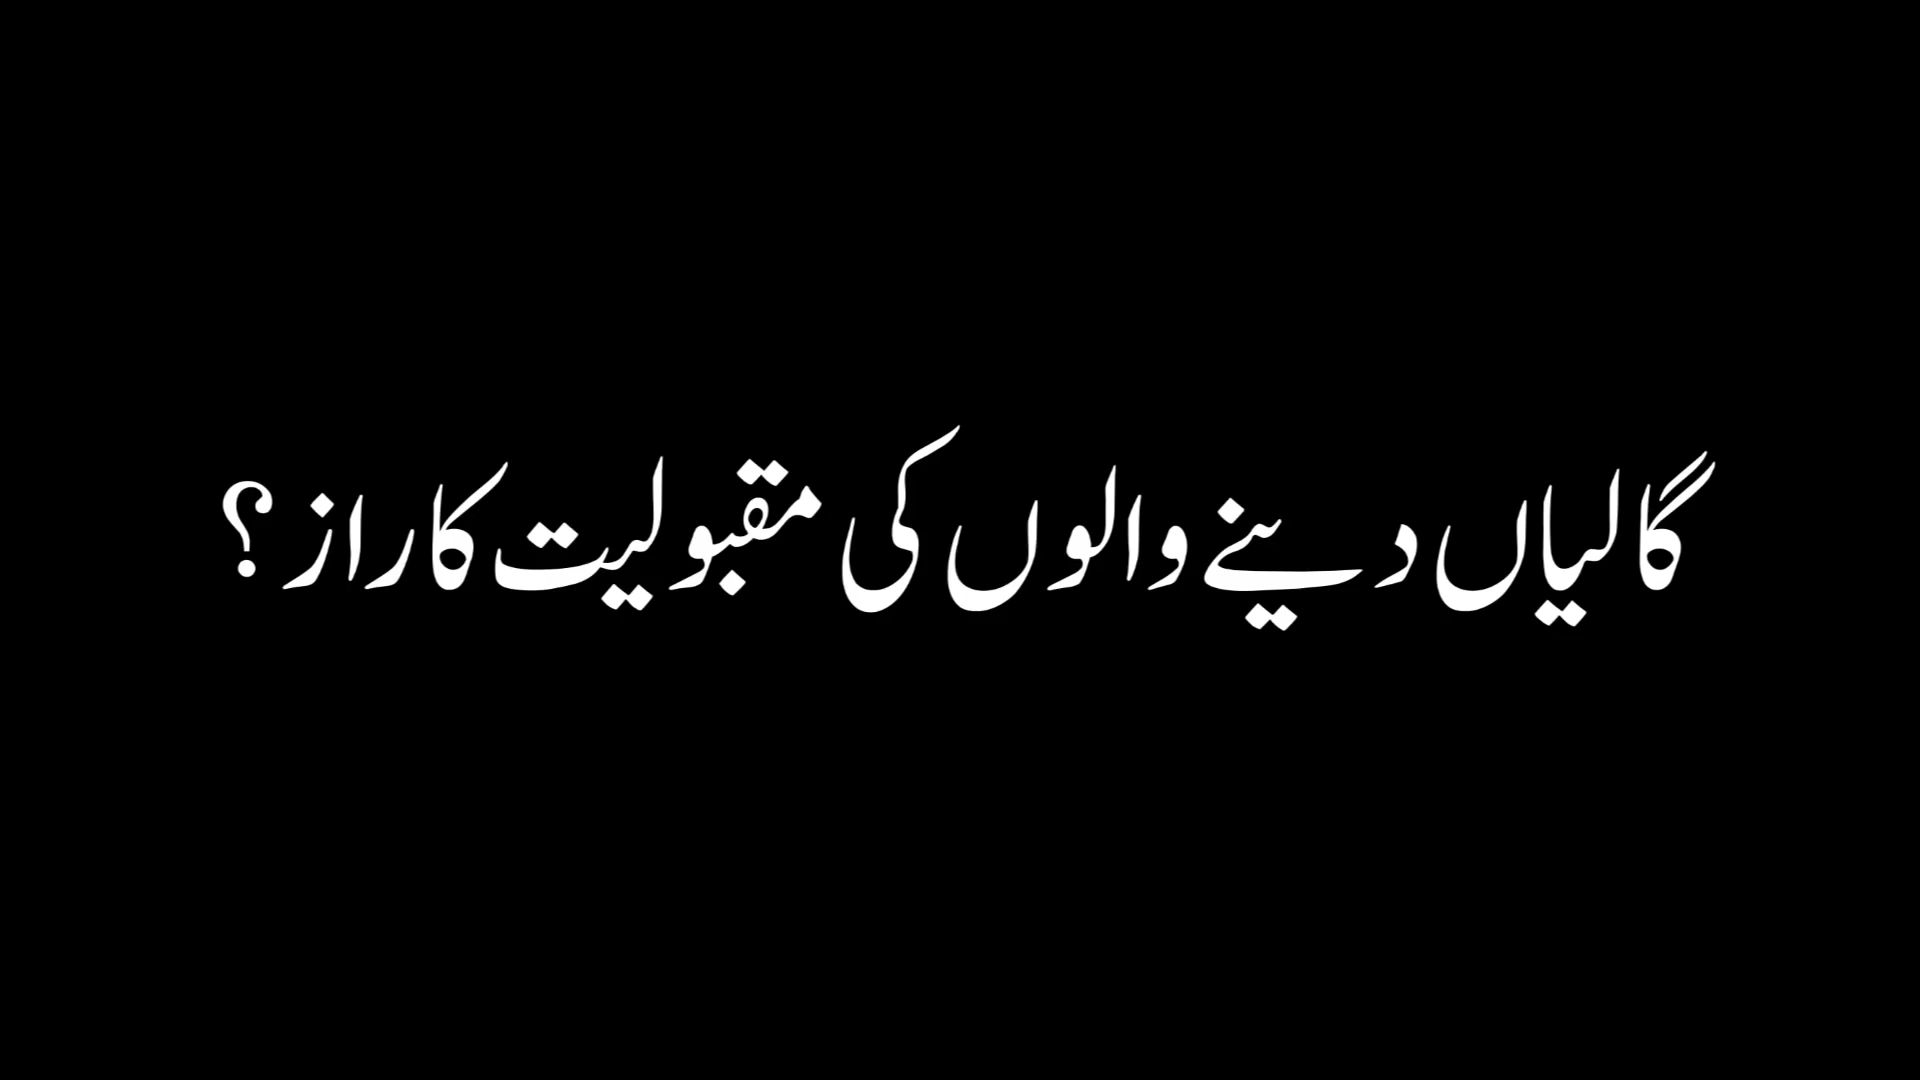 گالیاں دینے والوں کی مقبولیت کا راز ؟